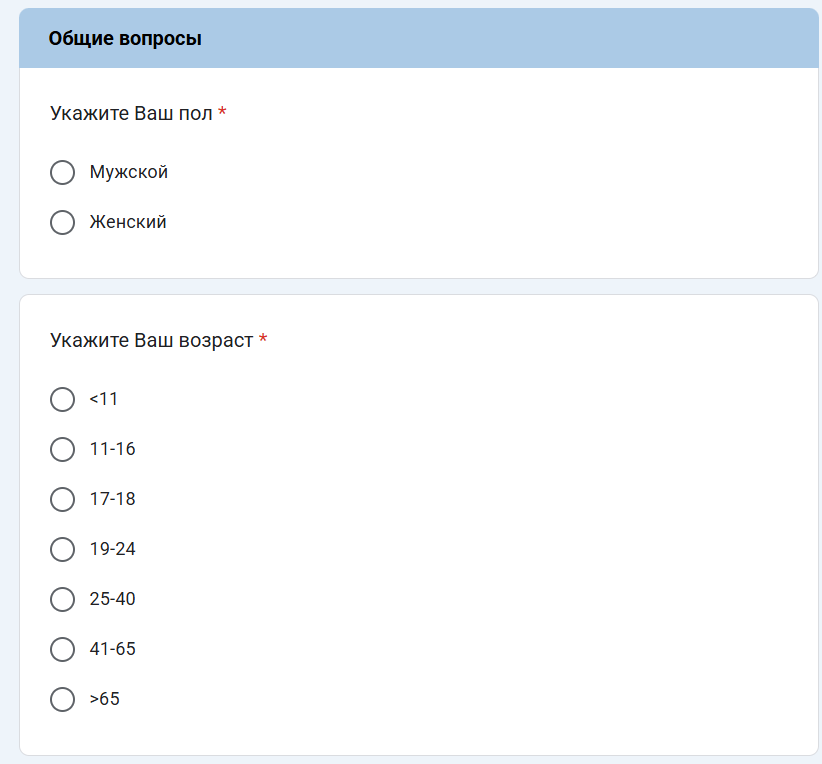 Общие вопросы
Укажите Ваш пол *
Мужской
Женский
Укажите Ваш возраст *
<11
11-16
17-18
19-24
25-40
41-65
>65